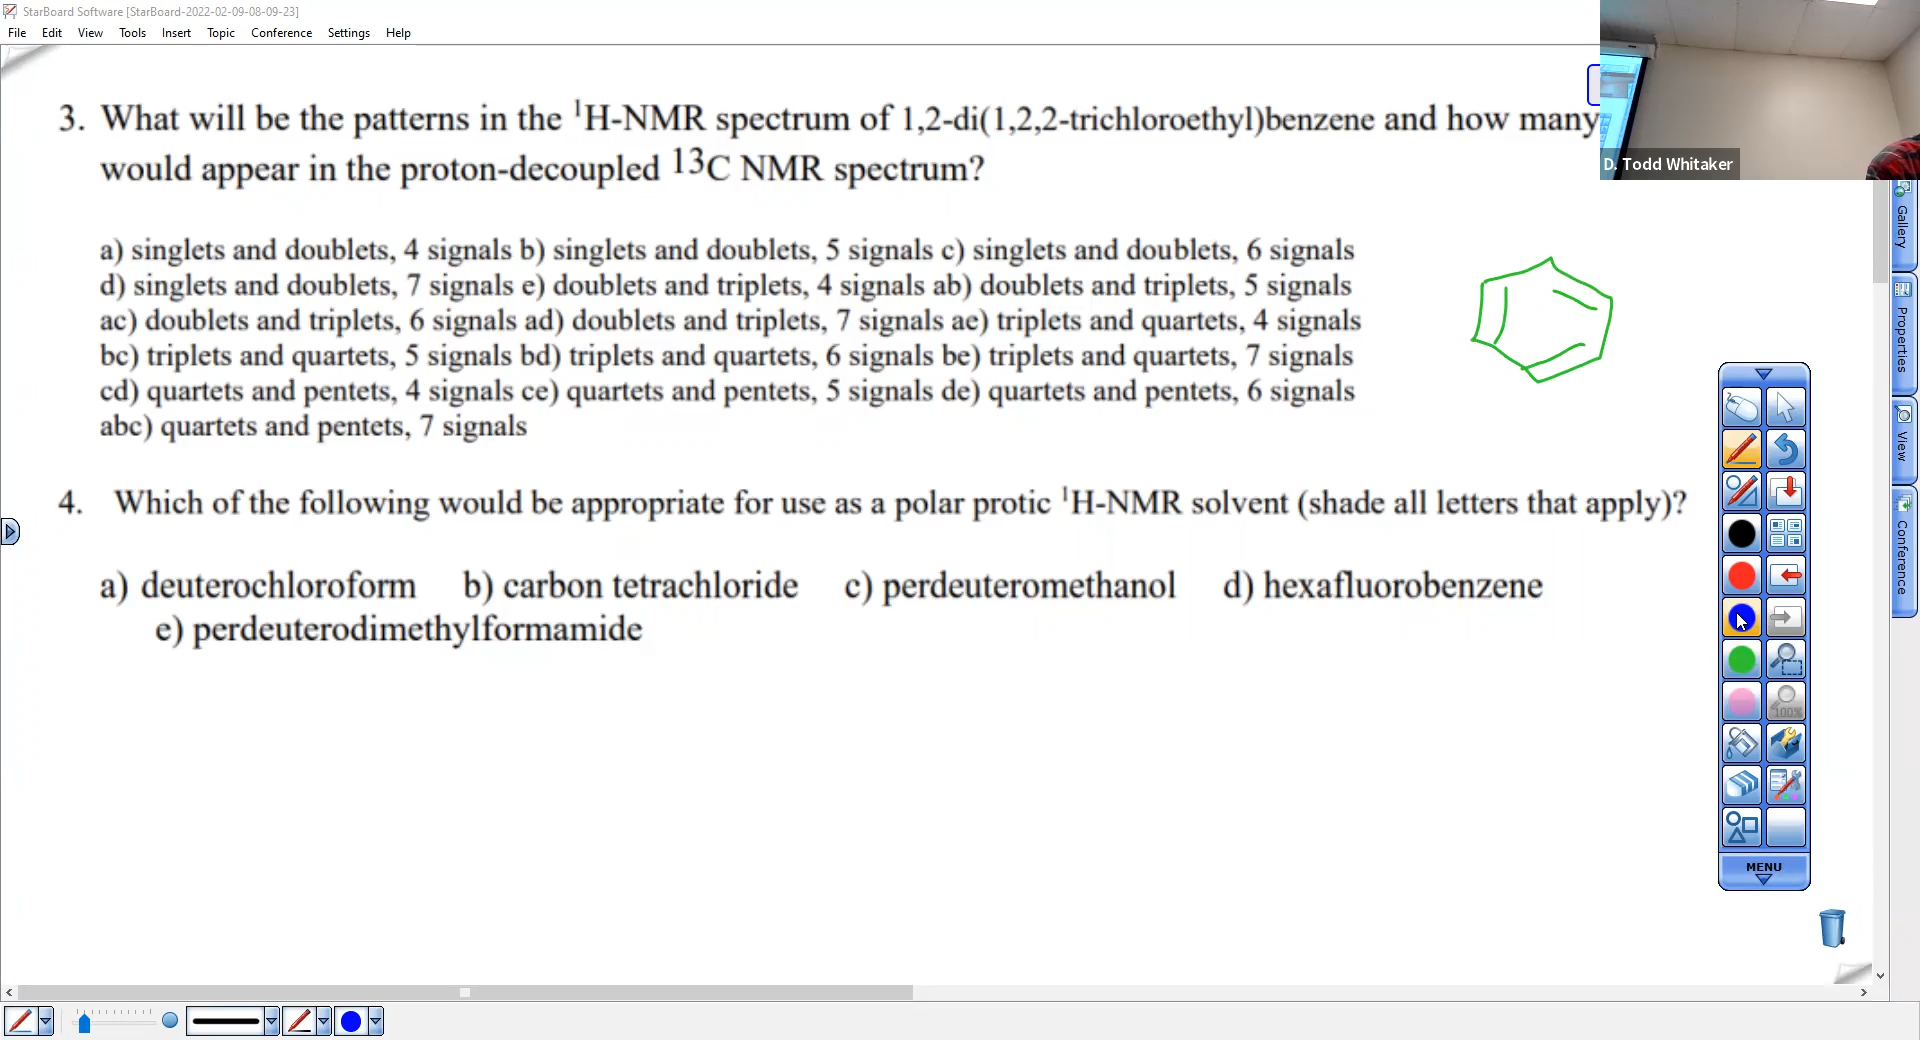 StarBoard Software [StarBoard-2022-02-09-08-09-23]
File Edit View Tools Insert Topic Conference Settings Help
3. What will be the patterns in the ¹H-NMR spectrum of 1,2-di(1,2,2-trichloroethyl)benzene and how many
would appear in the proton-decoupled 13C NMR spectrum?
D. Todd Whitaker
a) singlets and doublets, 4 signals b) singlets and doublets, 5 signals c) singlets and doublets, 6 signals
d) singlets and doublets, 7 signals e) doublets and triplets, 4 signals ab) doublets and triplets, 5 signals
ac) doublets and triplets, 6 signals ad) doublets and triplets, 7 signals ae) triplets and quartets, 4 signals
bc) triplets and quartets, 5 signals bd) triplets and quartets, 6 signals be) triplets and quartets, 7 signals
cd) quartets and pentets, 4 signals ce) quartets and pentets, 5 signals de) quartets and pentets, 6 signals
abc) quartets and pentets, 7 signals
4. Which of the following would be appropriate for use as a polar protic ¹H-NMR solvent (shade all letters that apply)?
a) deuterochloroform b) carbon tetrachloride c) perdeuteromethanol d) hexafluorobenzene
e) perdeuterodimethylformamide
Gallery
Properties
View
Conference
100%
MENU